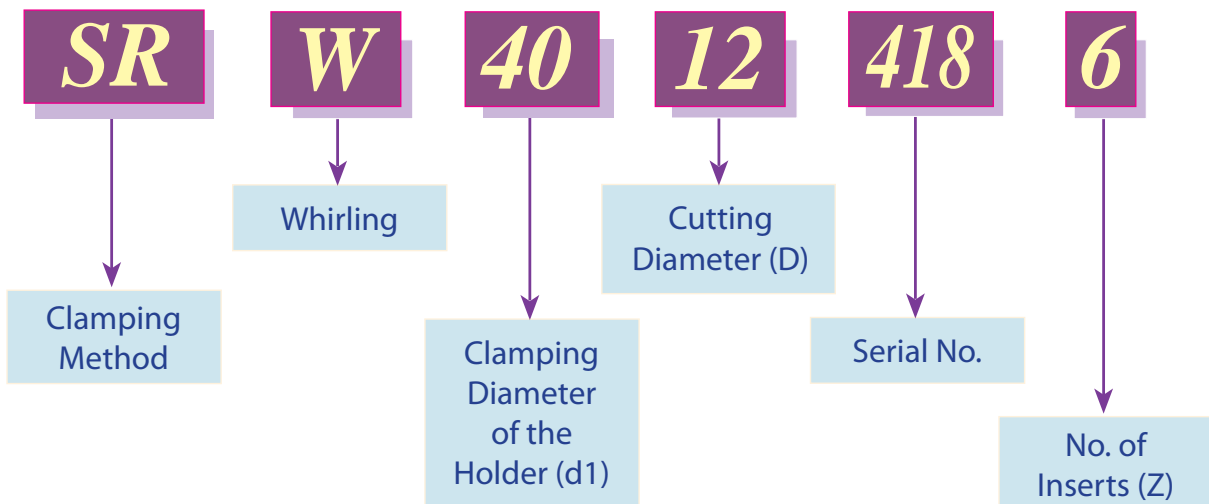 SR W 40 12 418 6
Whirling
Cutting
Diameter (D)
Clamping
Method
Clamping
Diameter
of the
Holder (d1)
Serial No.
No. of
Inserts (Z)